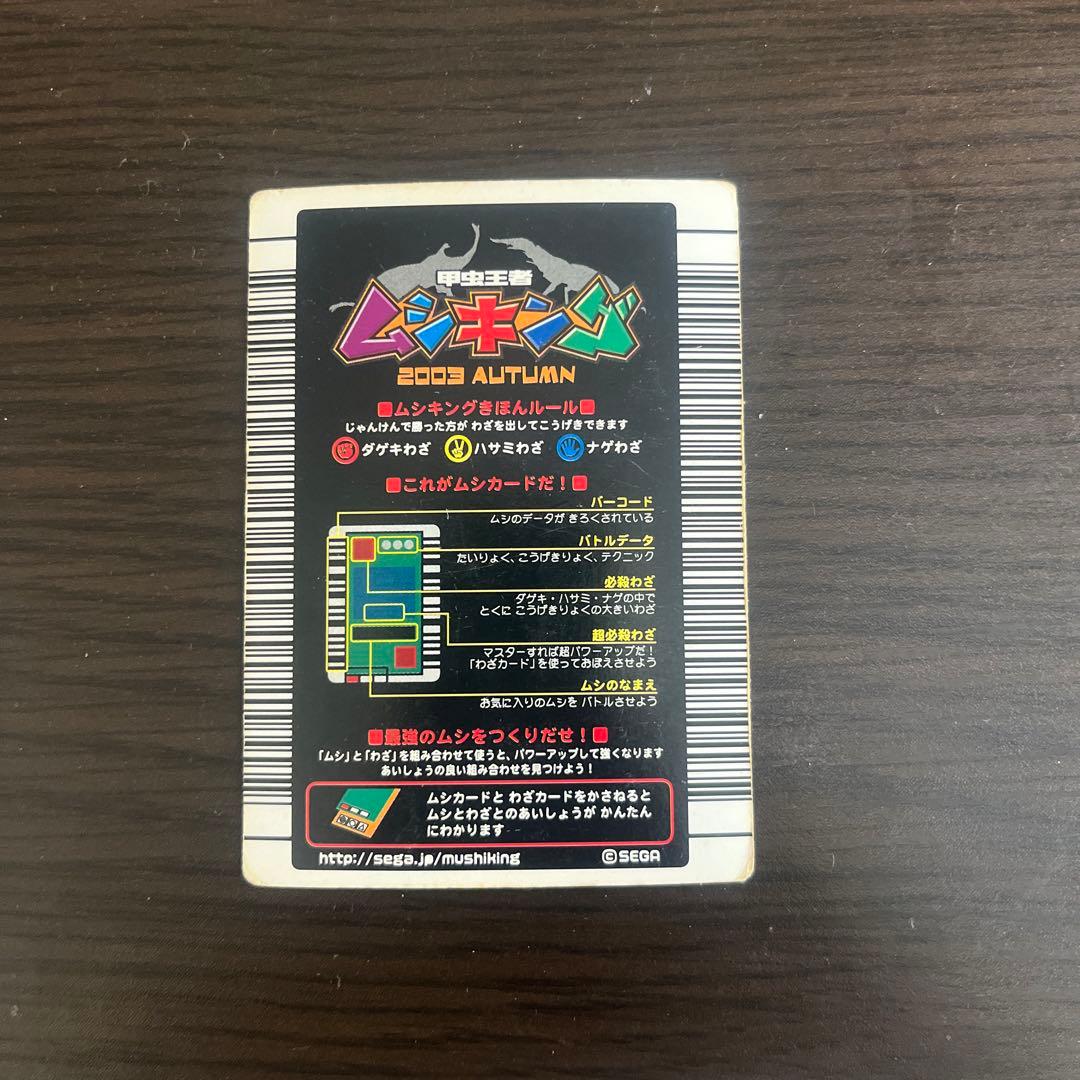 甲虫王者
ムシキング
2003 AUTUMN
ムシキングきほんルール
じゃんけんで勝った方が わざを出してこうげきできます
ダゲキわざ ハサミわざ ナゲわざ
これがムシカードだ！
バーコード
ムシのデータが きろくされている
バトルデータ
たいりょく、こうげきりょく、テクニック
必殺わざ
ダゲキ・ハサミ・ナゲの中で
とくに こうげきりょくの大きいわざ
超必殺わざ
マスターすれば超パワーアップだ！
「わざカード」を使っておぼえさせよう
ムシのなまえ
お気に入りのムシを バトルさせよう
最強のムシをつくりだせ！
「ムシ」と「わざ」を組み合わせて使うと、パワーアップして強くなります
あいしょうの良い組み合わせを見つけよう！
ムシカードと わざカードをかさねると
ムシとわざとのあいしょうが かんたん
にわかります
http://sega.jp/mushiking ©SEGA